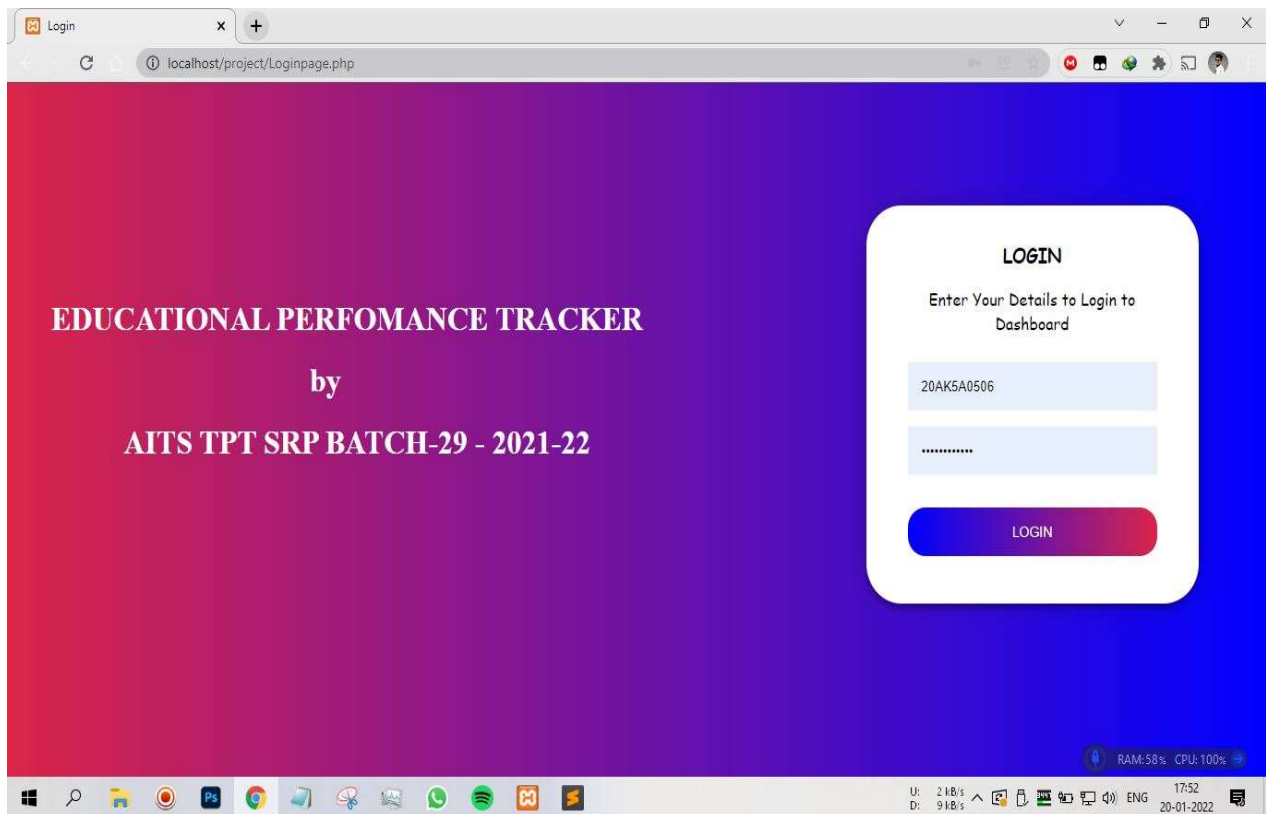 Login
localhost/project/Loginpage.php
EDUCATIONAL PERFOMANCE TRACKER
by
AITS TPT SRP BATCH-29 - 2021-22
LOGIN
Enter Your Details to Login to
Dashboard
20AK5A0506
••••••••••••
LOGIN
RAM:58% CPU:100%
Ps
U: 2 kB/s
D: 9 kB/s
ENG
17:52
20-01-2022